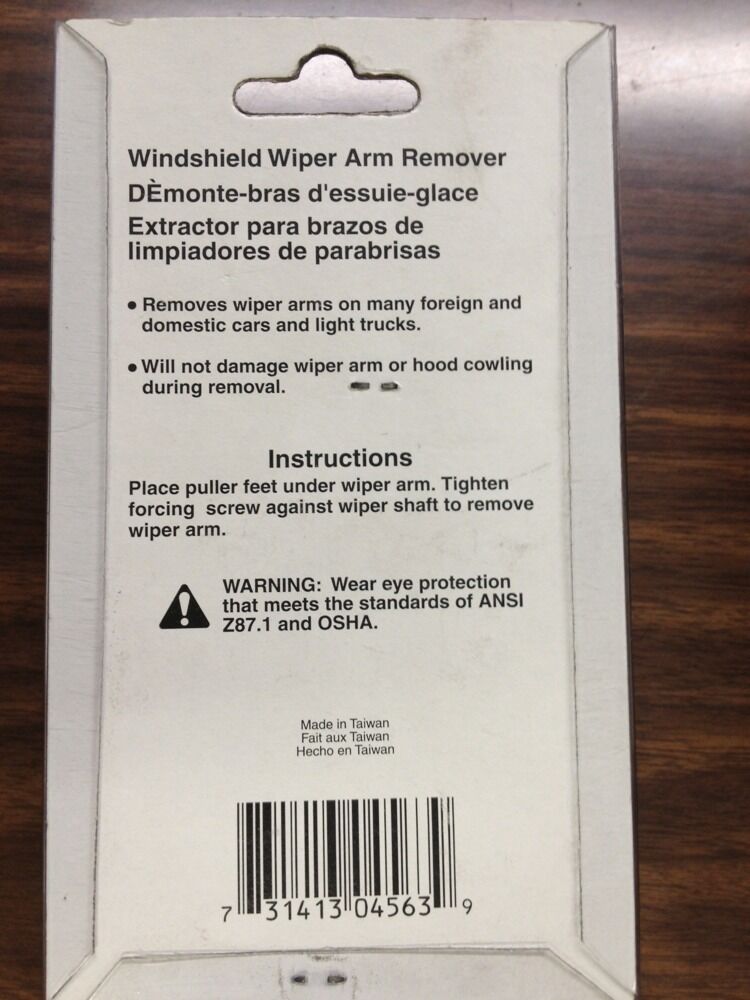 Windshield Wiper Arm Remover
DÈmonte-bras d'essuie-glace
Extractor para brazos de
limpiadores de parabrisas
• Removes wiper arms on many foreign and
domestic cars and light trucks.
• Will not damage wiper arm or hood cowling
during removal.
Instructions
Place puller feet under wiper arm. Tighten
forcing screw against wiper shaft to remove
wiper arm.
WARNING: Wear eye protection
that meets the standards of ANSI
Z87.1 and OSHA.
Made in Taiwan
Fait aux Taiwan
Hecho en Taiwan
7 31413 04563 9